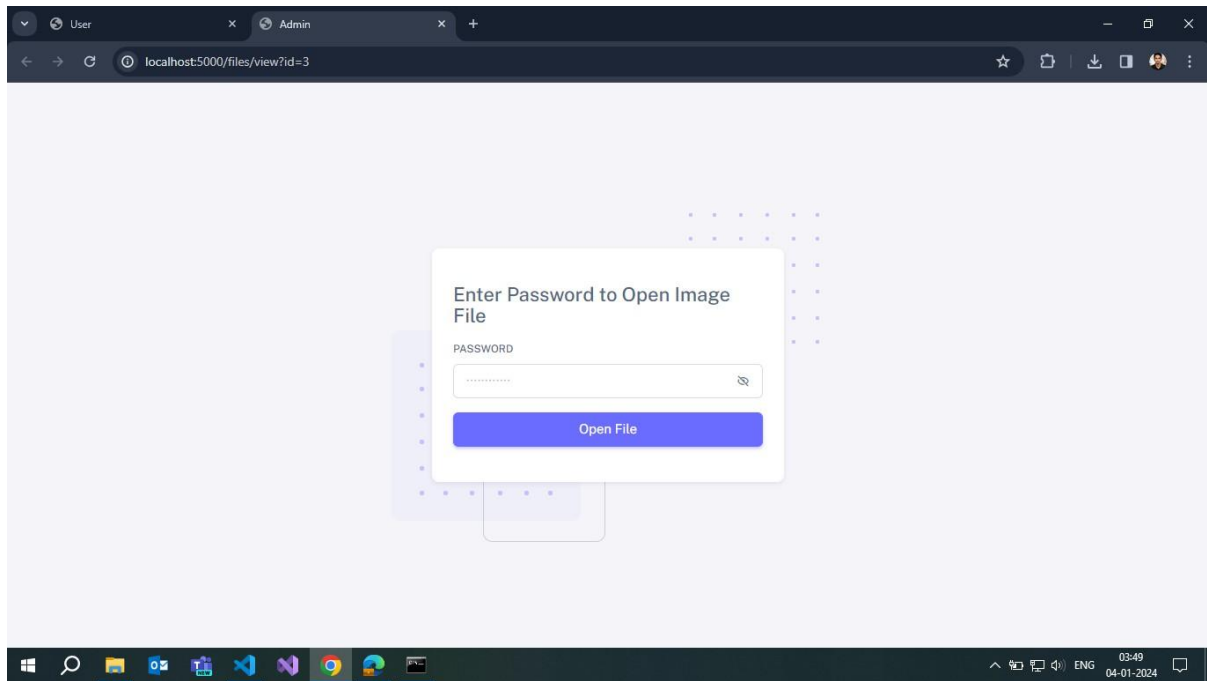 User
Admin
localhost:5000/files/view?id=3
Enter Password to Open Image
File
PASSWORD
Open File
ENG
03:49
04-01-2024